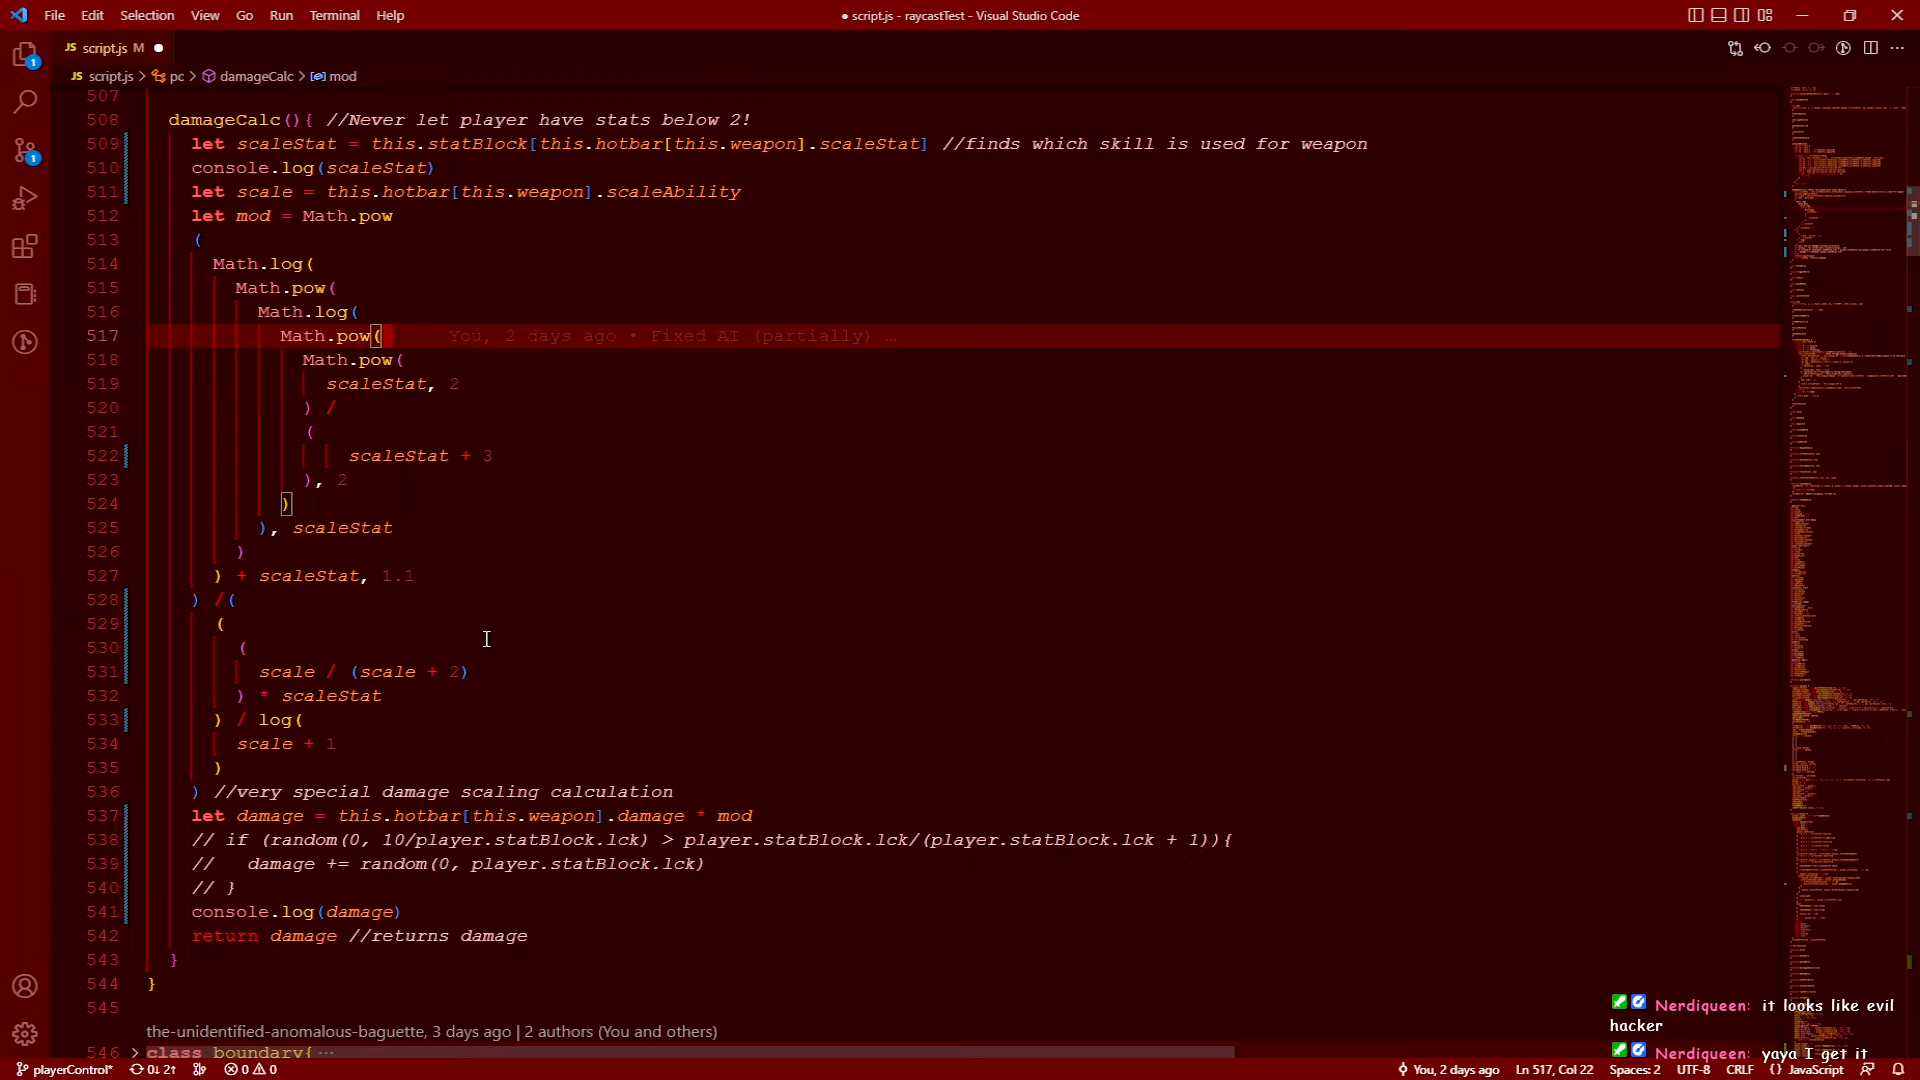 File Edit Selection View Go Run Terminal Help
● script.js - raycastTest - Visual Studio Code
JS script.js M ●
JS script.js > pc > damageCalc > mod
507
508 damageCalc(){ //Never let player have stats below 2!
509 let scaleStat = this.statBlock[this.hotbar[this.weapon].scaleStat] //finds which skill is used for weapon
510 console.log(scaleStat)
511 let scale = this.hotbar[this.weapon].scaleAbility
512 let mod = Math.pow
513 (
514 Math.log(
515 Math.pow(
516 Math.log(
517 Math.pow( You, 2 days ago • Fixed AI (partially) …
518 Math.pow(
519 scaleStat, 2
520 ) /
521 (
522 scaleStat + 3
523 ), 2
524 )
525 ), scaleStat
526 )
527 ) + scaleStat, 1.1
528 ) /(
529 (
530 (
531 scale / (scale + 2)
532 ) * scaleStat
533 ) / log(
534 scale + 1
535 )
536 ) //very special damage scaling calculation
537 let damage = this.hotbar[this.weapon].damage * mod
538 // if (random(0, 10/player.statBlock.lck) > player.statBlock.lck/(player.statBlock.lck + 1)){
539 //   damage += random(0, player.statBlock.lck)
540 // }
541 console.log(damage)
542 return damage //returns damage
543 }
544 }
545
the-unidentified-anomalous-baguette, 3 days ago | 2 authors (You and others)
546 > class boundary{ …
Nerdiqueen: it looks like evil
hacker
Nerdiqueen: yaya I get it
playerControl* 0↓ 2↑ 0 0 You, 2 days ago Ln 517, Col 22 Spaces: 2 UTF-8 CRLF {} JavaScript